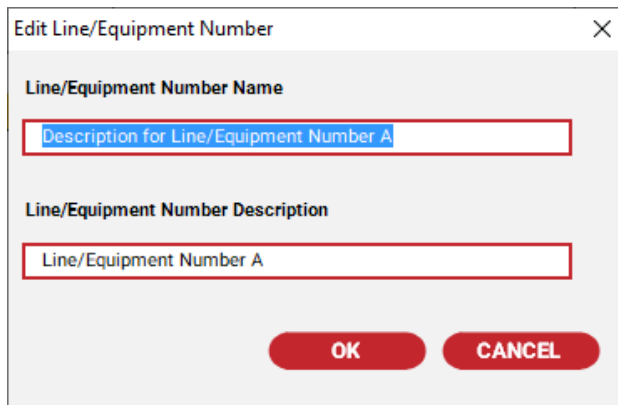 Edit Line/Equipment Number
Line/Equipment Number Name
Description for Line/Equipment Number A
Line/Equipment Number Description
Line/Equipment Number A
OK CANCEL